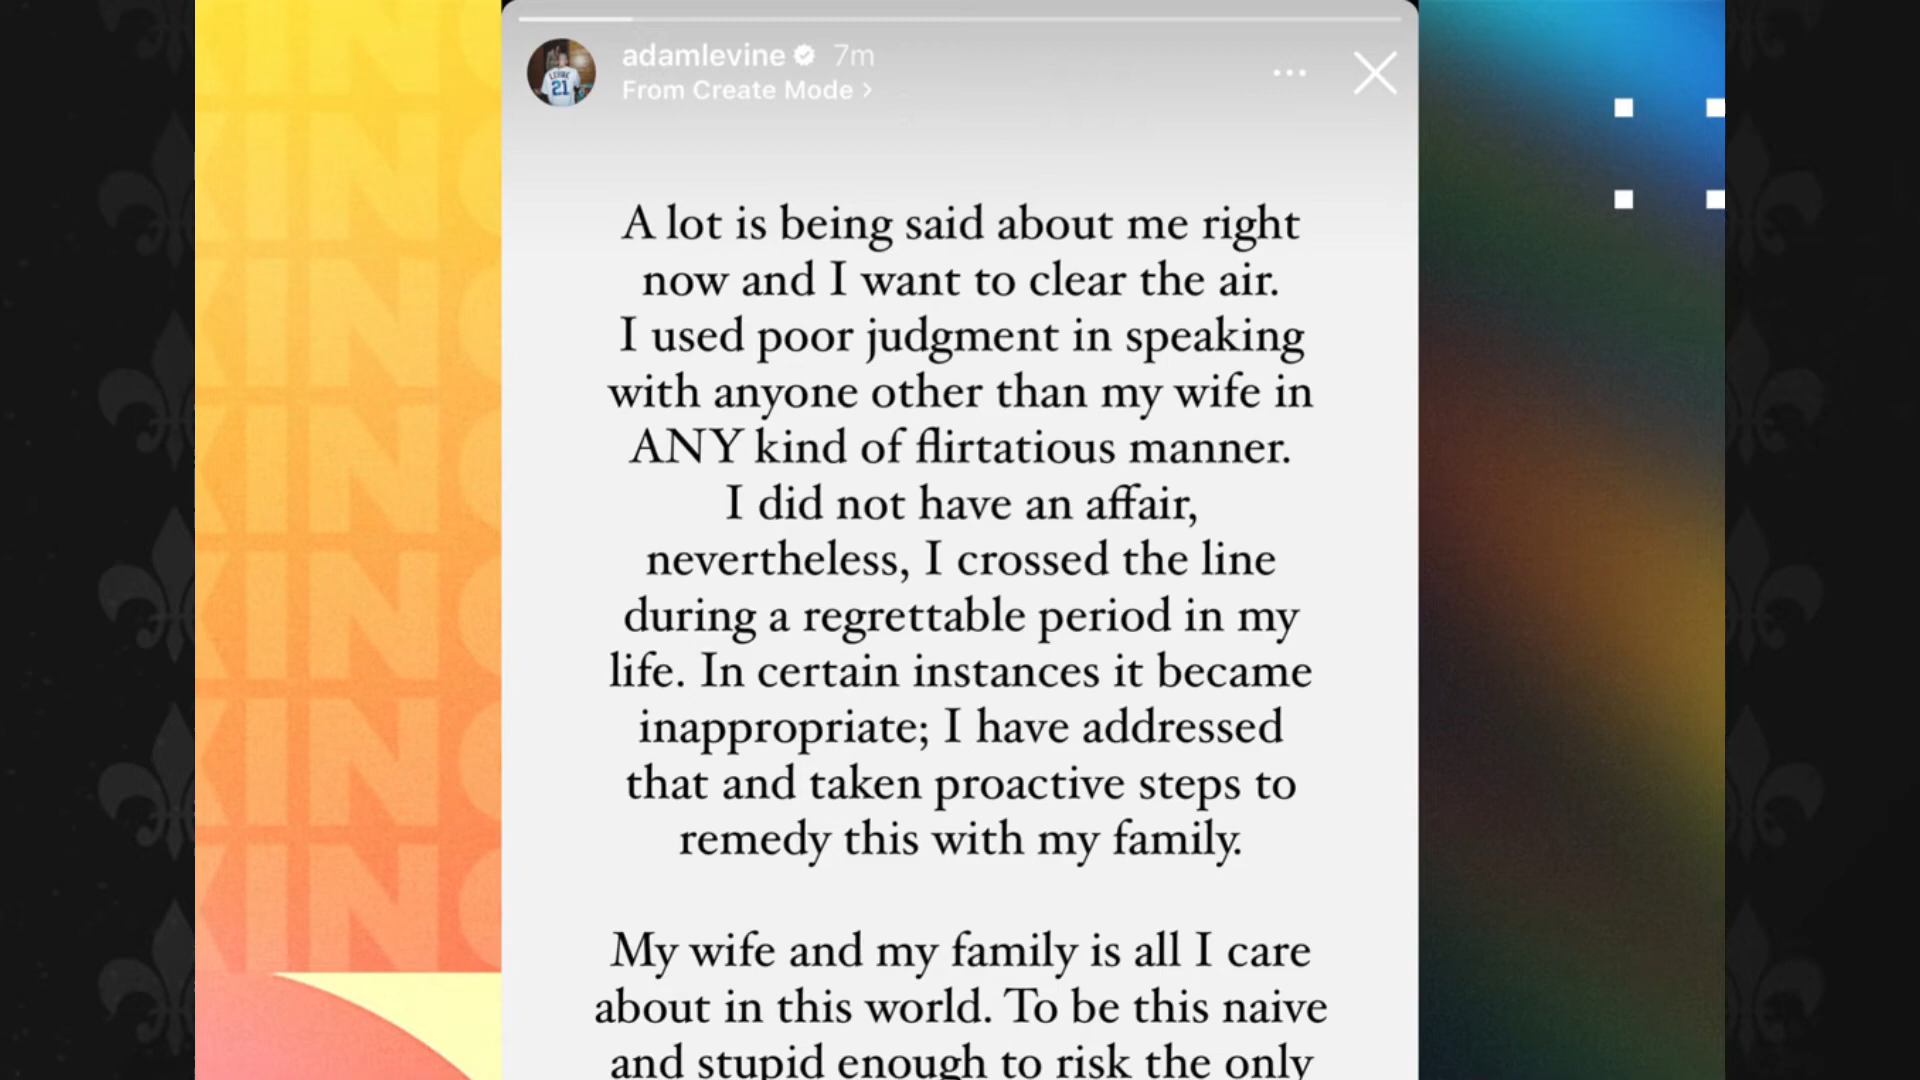 adamlevine 7m
From Create Mode >
LEVINE
21
A lot is being said about me right
now and I want to clear the air.
I used poor judgment in speaking
with anyone other than my wife in
ANY kind of flirtatious manner.
I did not have an affair,
nevertheless, I crossed the line
during a regrettable period in my
life. In certain instances it became
inappropriate; I have addressed
that and taken proactive steps to
remedy this with my family.
My wife and my family is all I care
about in this world. To be this naive
and stupid enough to risk the only